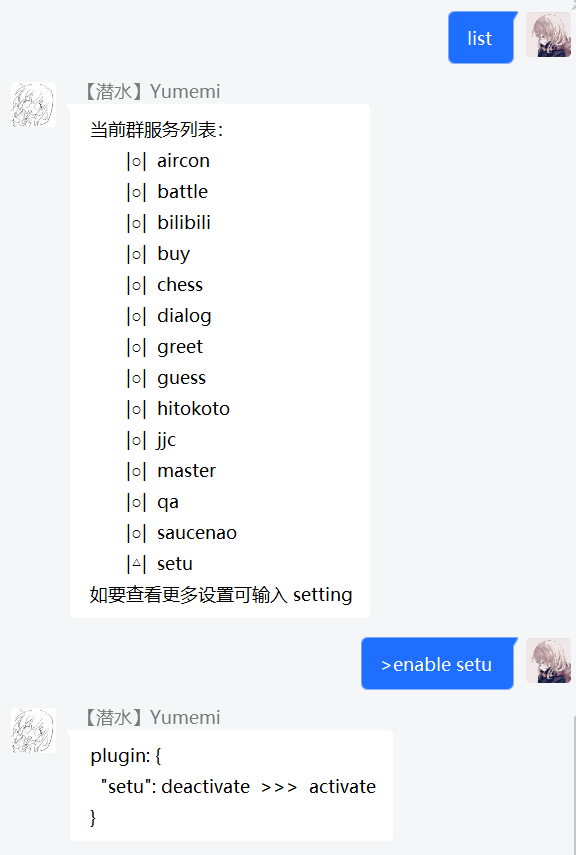 list
【潜水】Yumemi
当前群服务列表：
|○| aircon
|○| battle
|○| bilibili
|○| buy
|○| chess
|○| dialog
|○| greet
|○| guess
|○| hitokoto
|○| jjc
|○| master
|○| qa
|○| saucenao
|△| setu
如要查看更多设置可输入 setting
>enable setu
【潜水】Yumemi
plugin: {
"setu": deactivate >>> activate
}